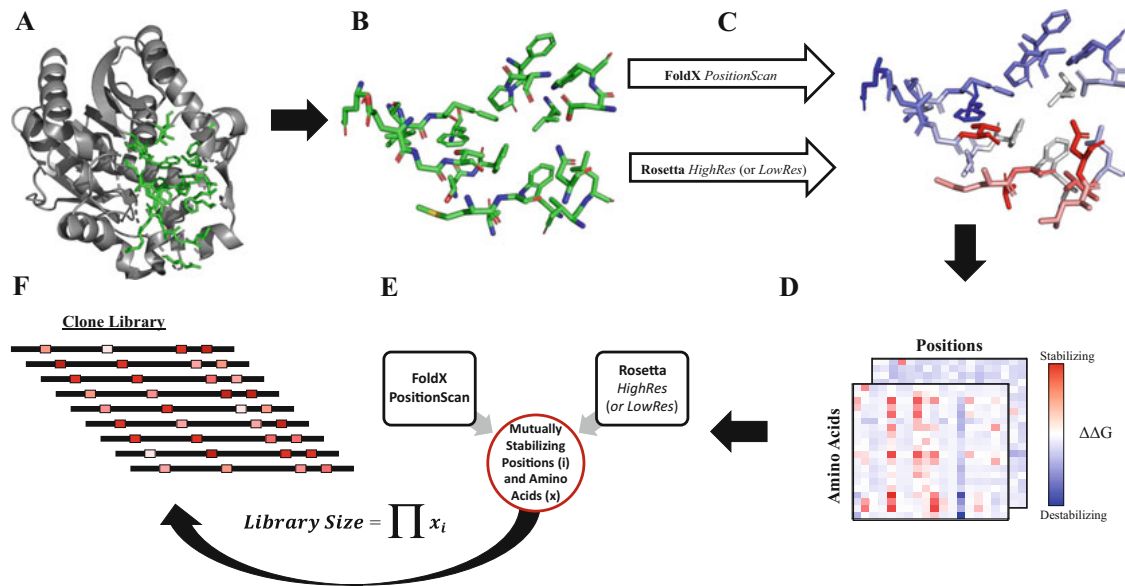 A
B
C
FoldX PositionScan
Rosetta HighRes (or LowRes)
F
E
D
Clone Library
FoldX
PositionScan
Rosetta
HighRes
(or LowRes)
Mutually
Stabilizing
Positions (i)
and Amino
Acids (x)
Library Size = ∏ xᵢ
Positions
Amino Acids
Stabilizing
ΔΔG
Destabilizing